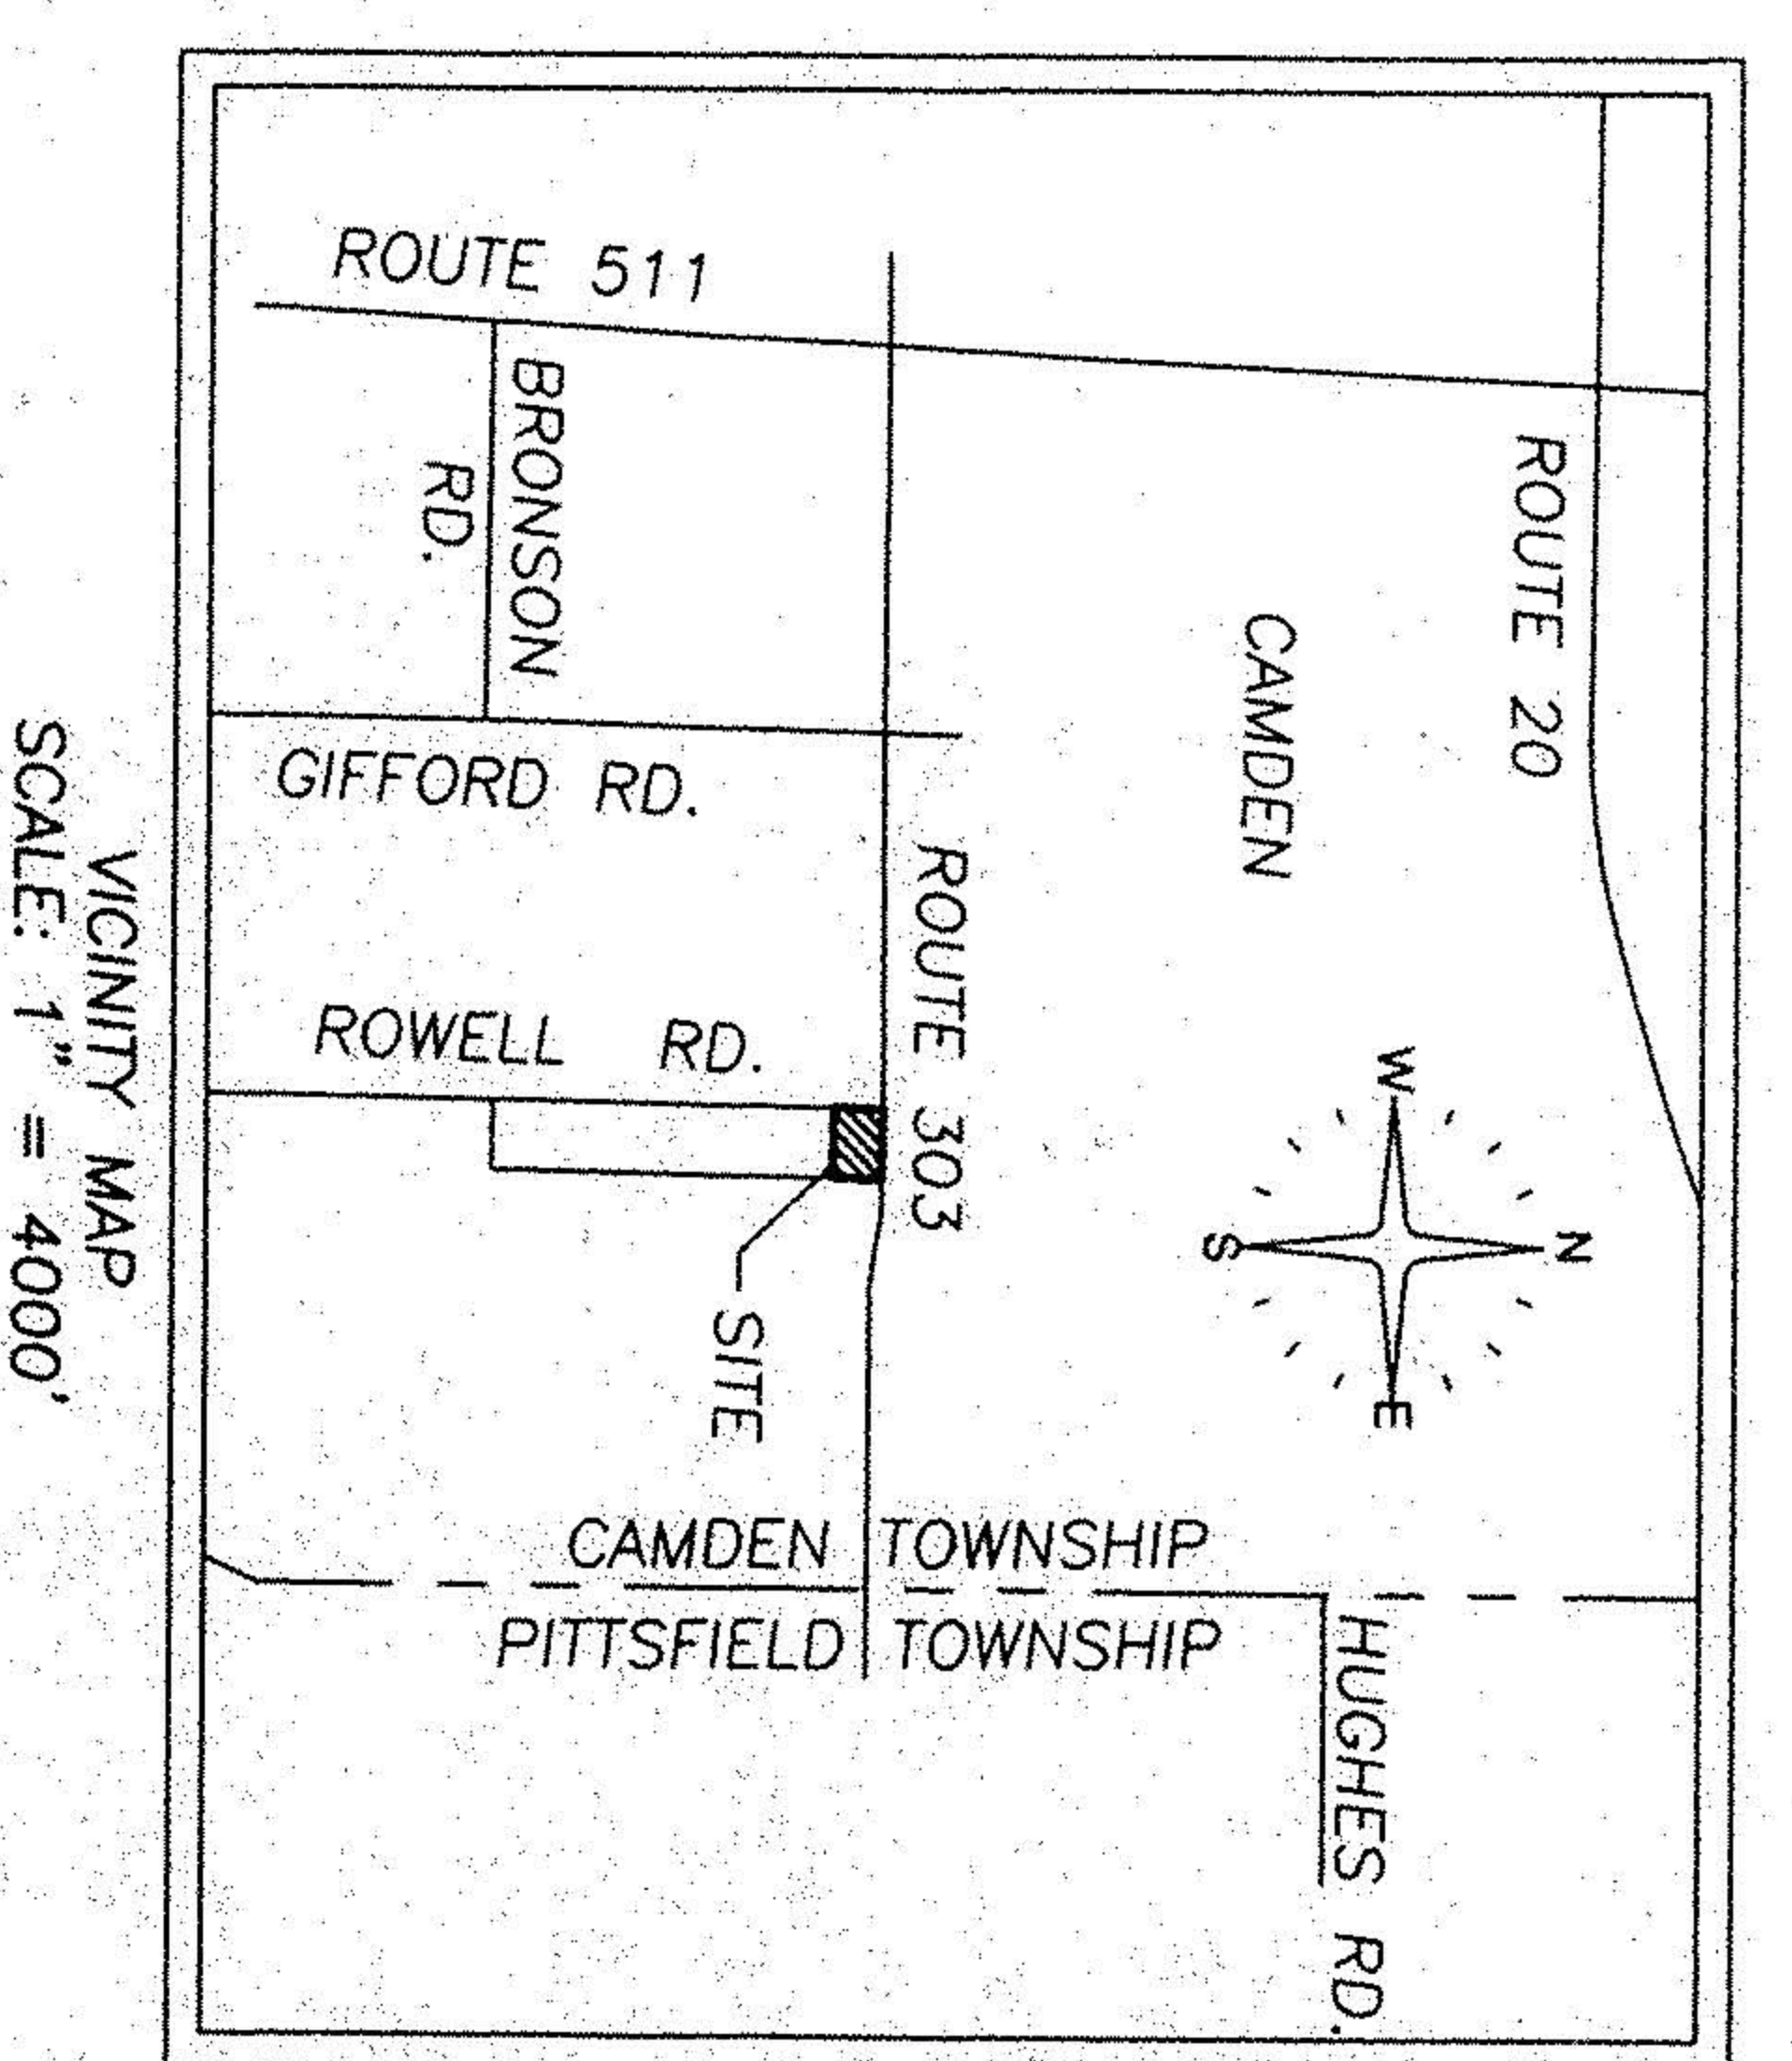 ROUTE 20
CAMDEN
ROUTE 511
BRONSON
RD.
GIFFORD RD.
ROUTE 303
ROWELL RD.
SITE
N
W
E
S
CAMDEN TOWNSHIP
PITTSFIELD TOWNSHIP
HUGHES RD.
VICINITY MAP
SCALE: 1" = 4000'